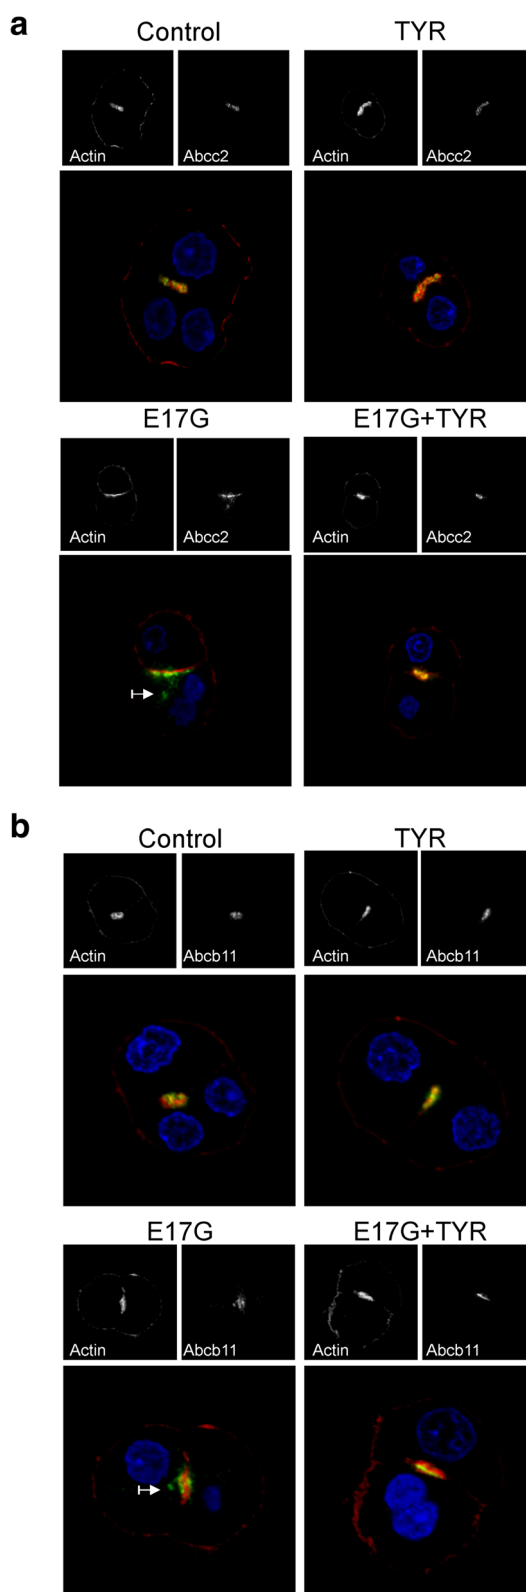 a
Control TYR
Actin Abcc2 Actin Abcc2
E17G E17G+TYR
Actin Abcc2 Actin Abcc2
b
Control TYR
Actin Abcb11 Actin Abcb11
E17G E17G+TYR
Actin Abcb11 Actin Abcb11